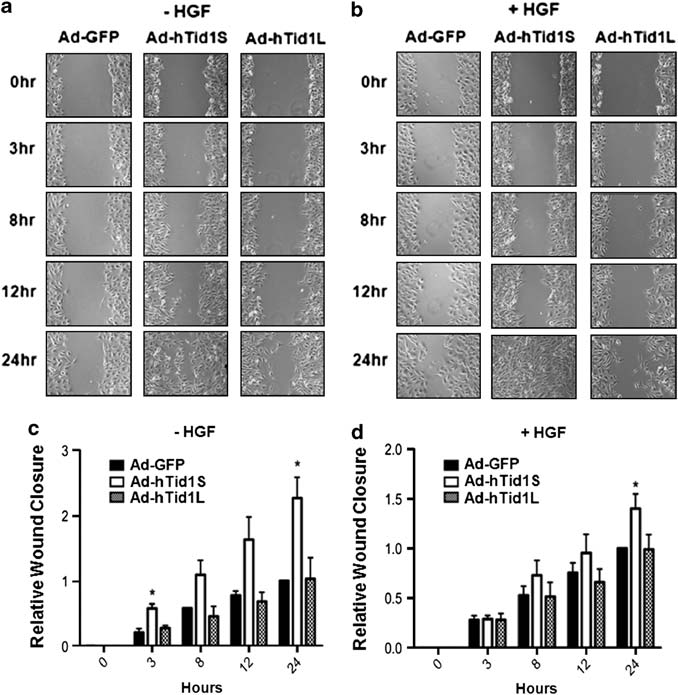 a
- HGF
Ad-GFP Ad-hTid1S Ad-hTid1L
0hr
3hr
8hr
12hr
24hr
b
+ HGF
Ad-GFP Ad-hTid1S Ad-hTid1L
0hr
3hr
8hr
12hr
24hr
c
- HGF
Relative Wound Closure
3
2
1
0
Ad-GFP
Ad-hTid1S
Ad-hTid1L
*
*
0 3 8 12 24
Hours
d
+ HGF
Relative Wound Closure
2.0
1.5
1.0
0.5
0.0
Ad-GFP
Ad-hTid1S
Ad-hTid1L
*
0 3 8 12 24
Hours